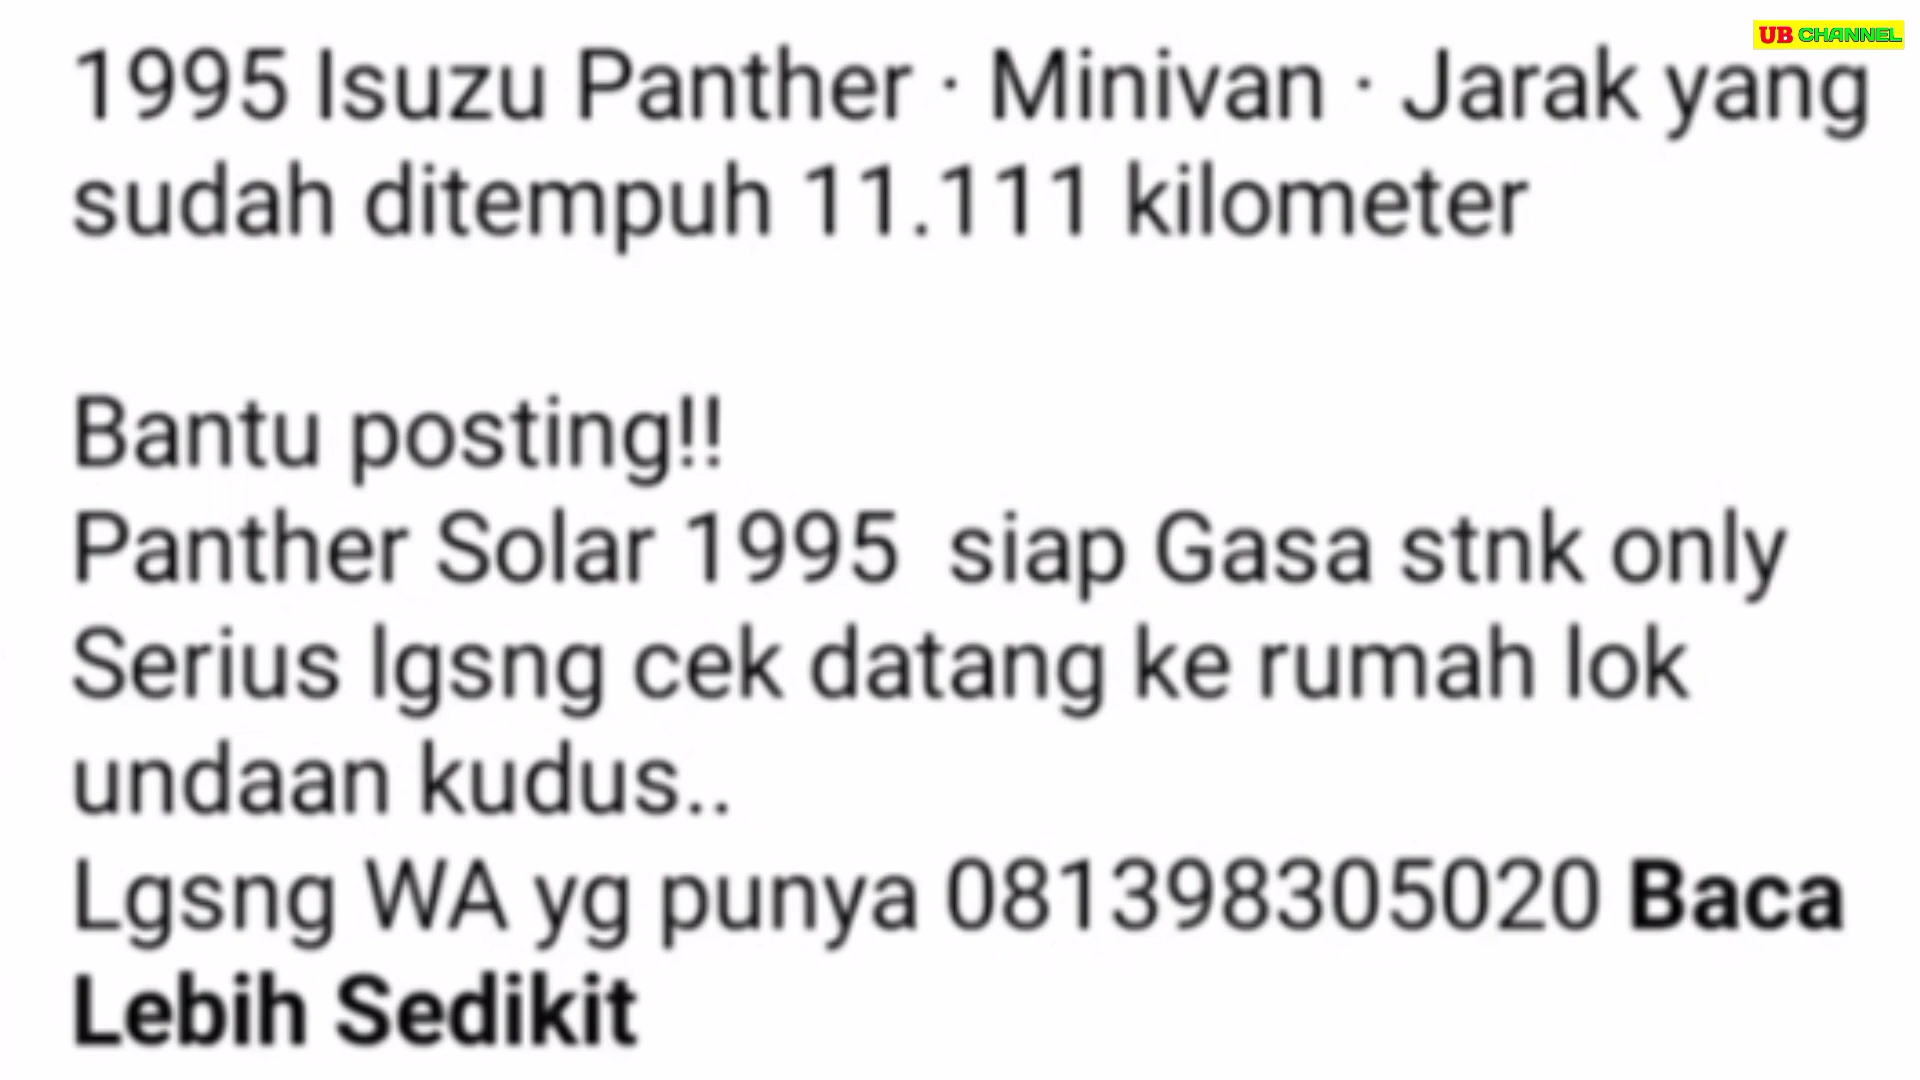 UB CHANNEL
1995 Isuzu Panther · Minivan · Jarak yang
sudah ditempuh 11.111 kilometer
Bantu posting!!
Panther Solar 1995  siap Gasa stnk only
Serius lgsng cek datang ke rumah lok
undaan kudus..
Lgsng WA yg punya 081398305020 Baca
Lebih Sedikit